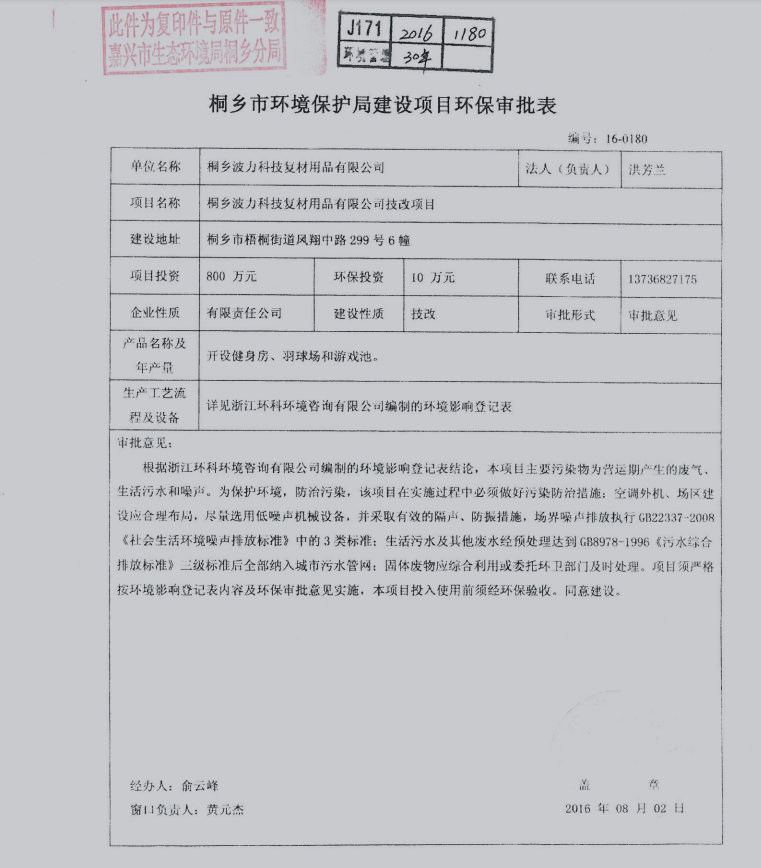 此件为复印件与原件一致
嘉兴市生态环境局桐乡分局
J171 2016 1180
环 30年
桐乡市环境保护局建设项目环保审批表
编号：16-0180
单位名称 桐乡波力科技复材用品有限公司 法人（负责人） 洪芳兰
项目名称 桐乡波力科技复材用品有限公司技改项目
建设地址 桐乡市梧桐街道凤翔中路 299 号 6 幢
项目投资 800 万元 环保投资 10 万元 联系电话 13736827175
企业性质 有限责任公司 建设性质 技改 审批形式 审批意见
产品名称及
年产量
开设健身房、羽球场和游戏池。
生产工艺流
程及设备
详见浙江环科环境咨询有限公司编制的环境影响登记表
审批意见：
根据浙江环科环境咨询有限公司编制的环境影响登记表结论，本项目主要污染物为营运期产生的废气、
生活污水和噪声。为保护环境，防治污染，该项目在实施过程中必须做好污染防治措施：空调外机、场区建
设应合理布局，尽量选用低噪声机械设备，并采取有效的隔声、防振措施，场界噪声排放执行 GB22337-2008
《社会生活环境噪声排放标准》中的 3 类标准；生活污水及其他废水经预处理达到 GB8978-1996《污水综合
排放标准》三级标准后全部纳入城市污水管网；固体废物应综合利用或委托环卫部门及时处理。项目须严格
按环境影响登记表内容及环保审批意见实施，本项目投入使用前须经环保验收。同意建设。
经办人：俞云峰 盖 章
窗口负责人：黄元杰 2016 年 08 月 02 日